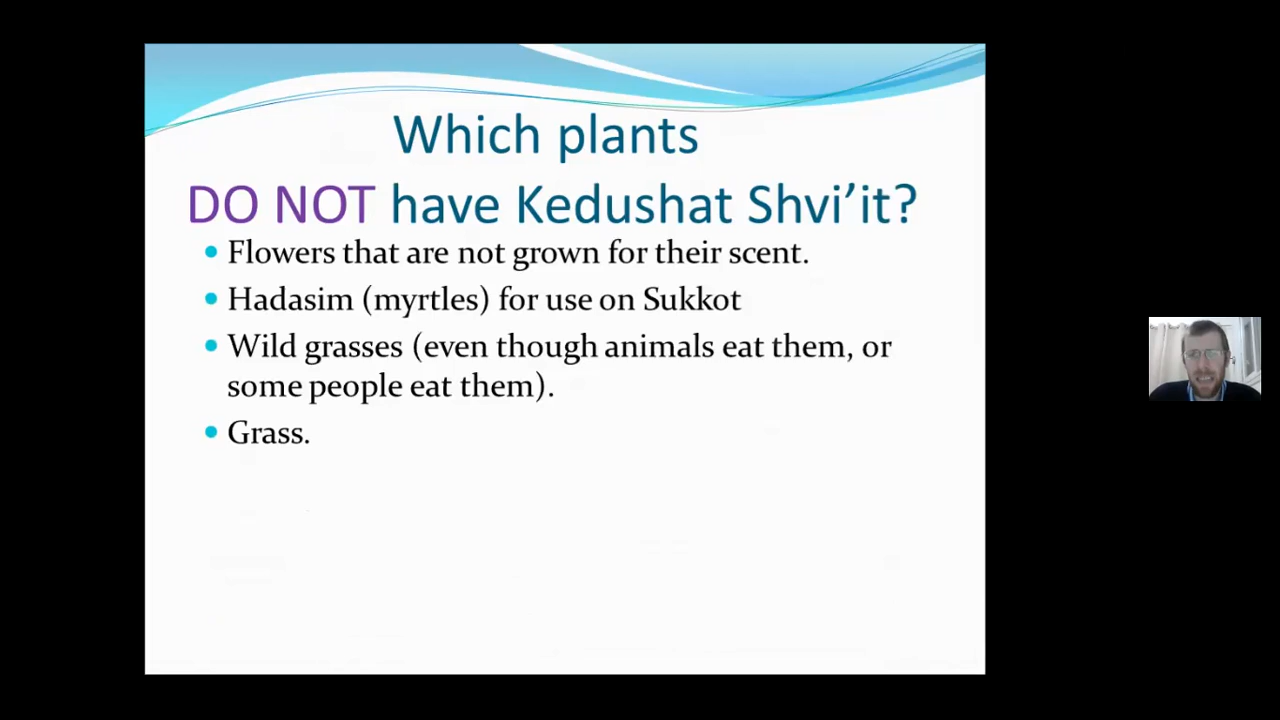 Which plants
DO NOT have Kedushat Shvi’it?
• Flowers that are not grown for their scent.
• Hadasim (myrtles) for use on Sukkot
• Wild grasses (even though animals eat them, or
some people eat them).
• Grass.